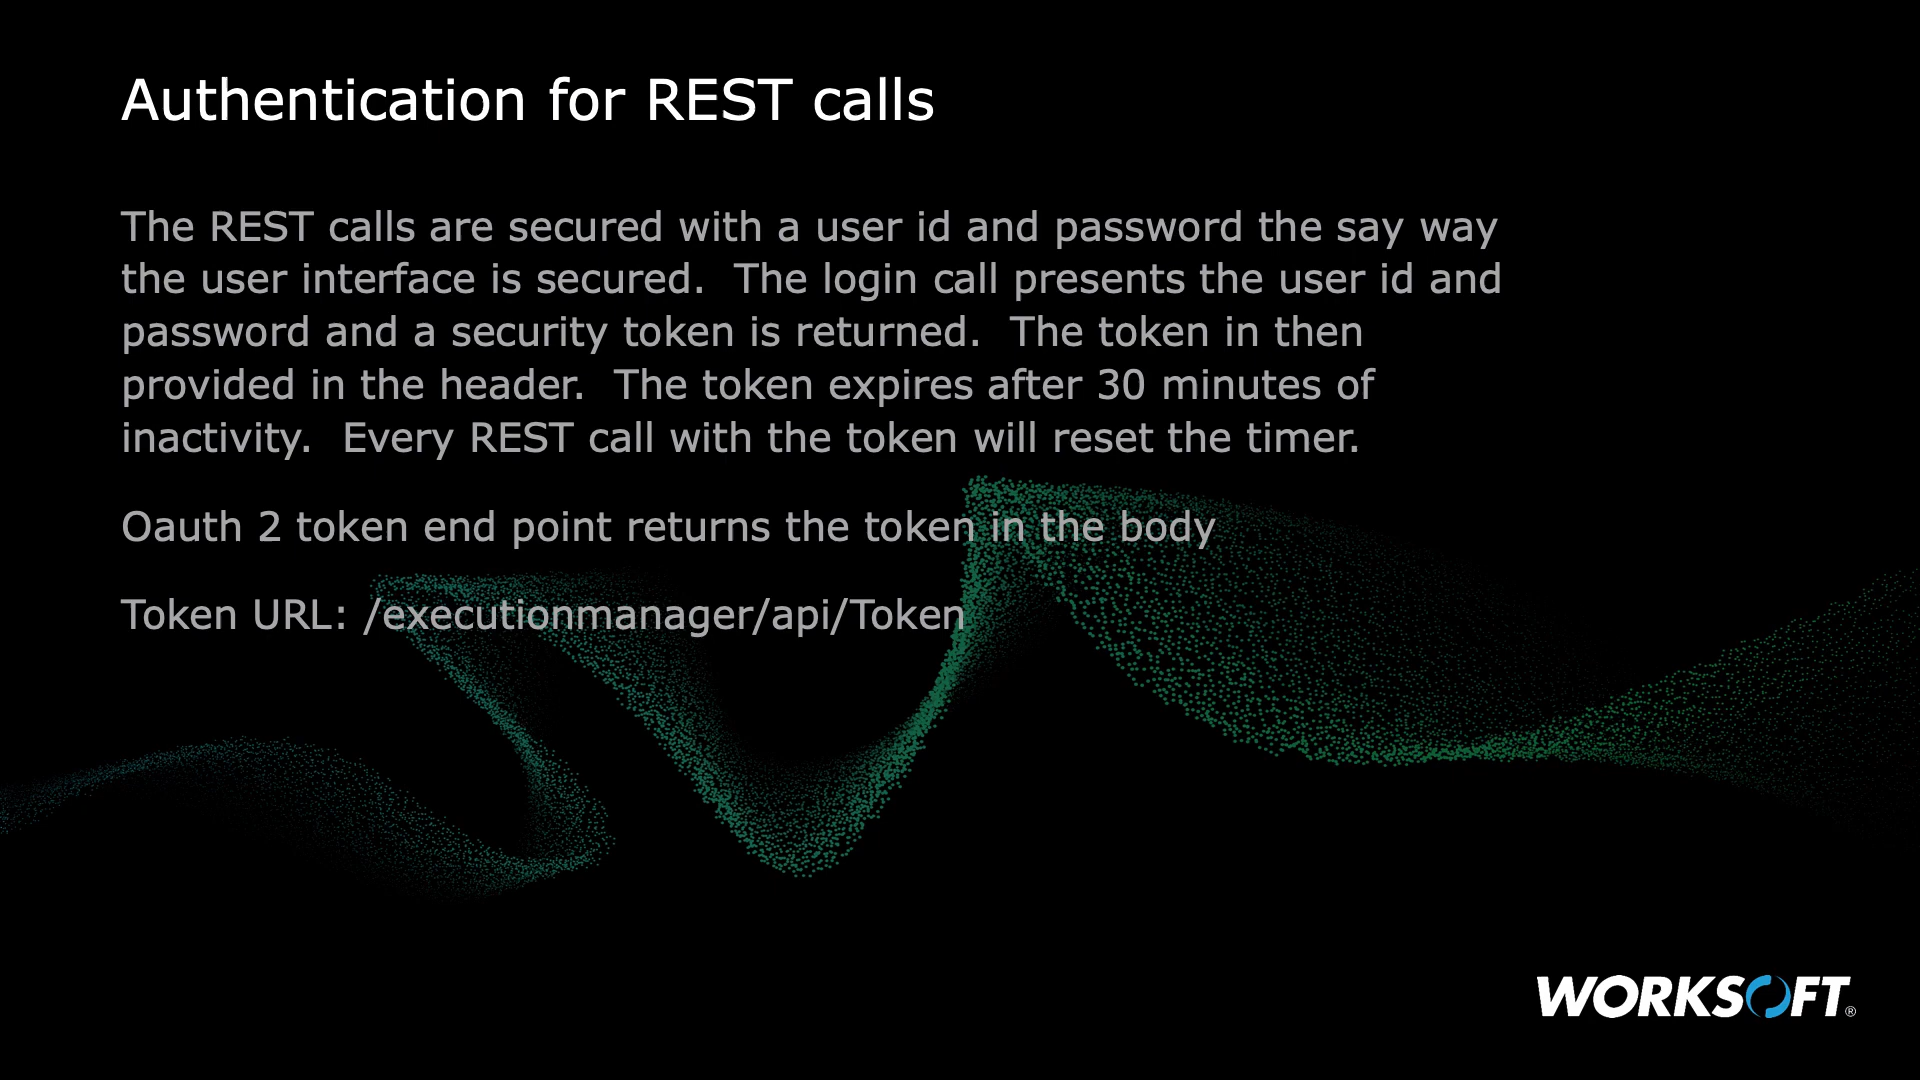 Authentication for REST calls
The REST calls are secured with a user id and password the say way
the user interface is secured.  The login call presents the user id and
password and a security token is returned.  The token in then
provided in the header.  The token expires after 30 minutes of
inactivity.  Every REST call with the token will reset the timer.
Oauth 2 token end point returns the token in the body
Token URL: /executionmanager/api/Token
WORKSOFT®